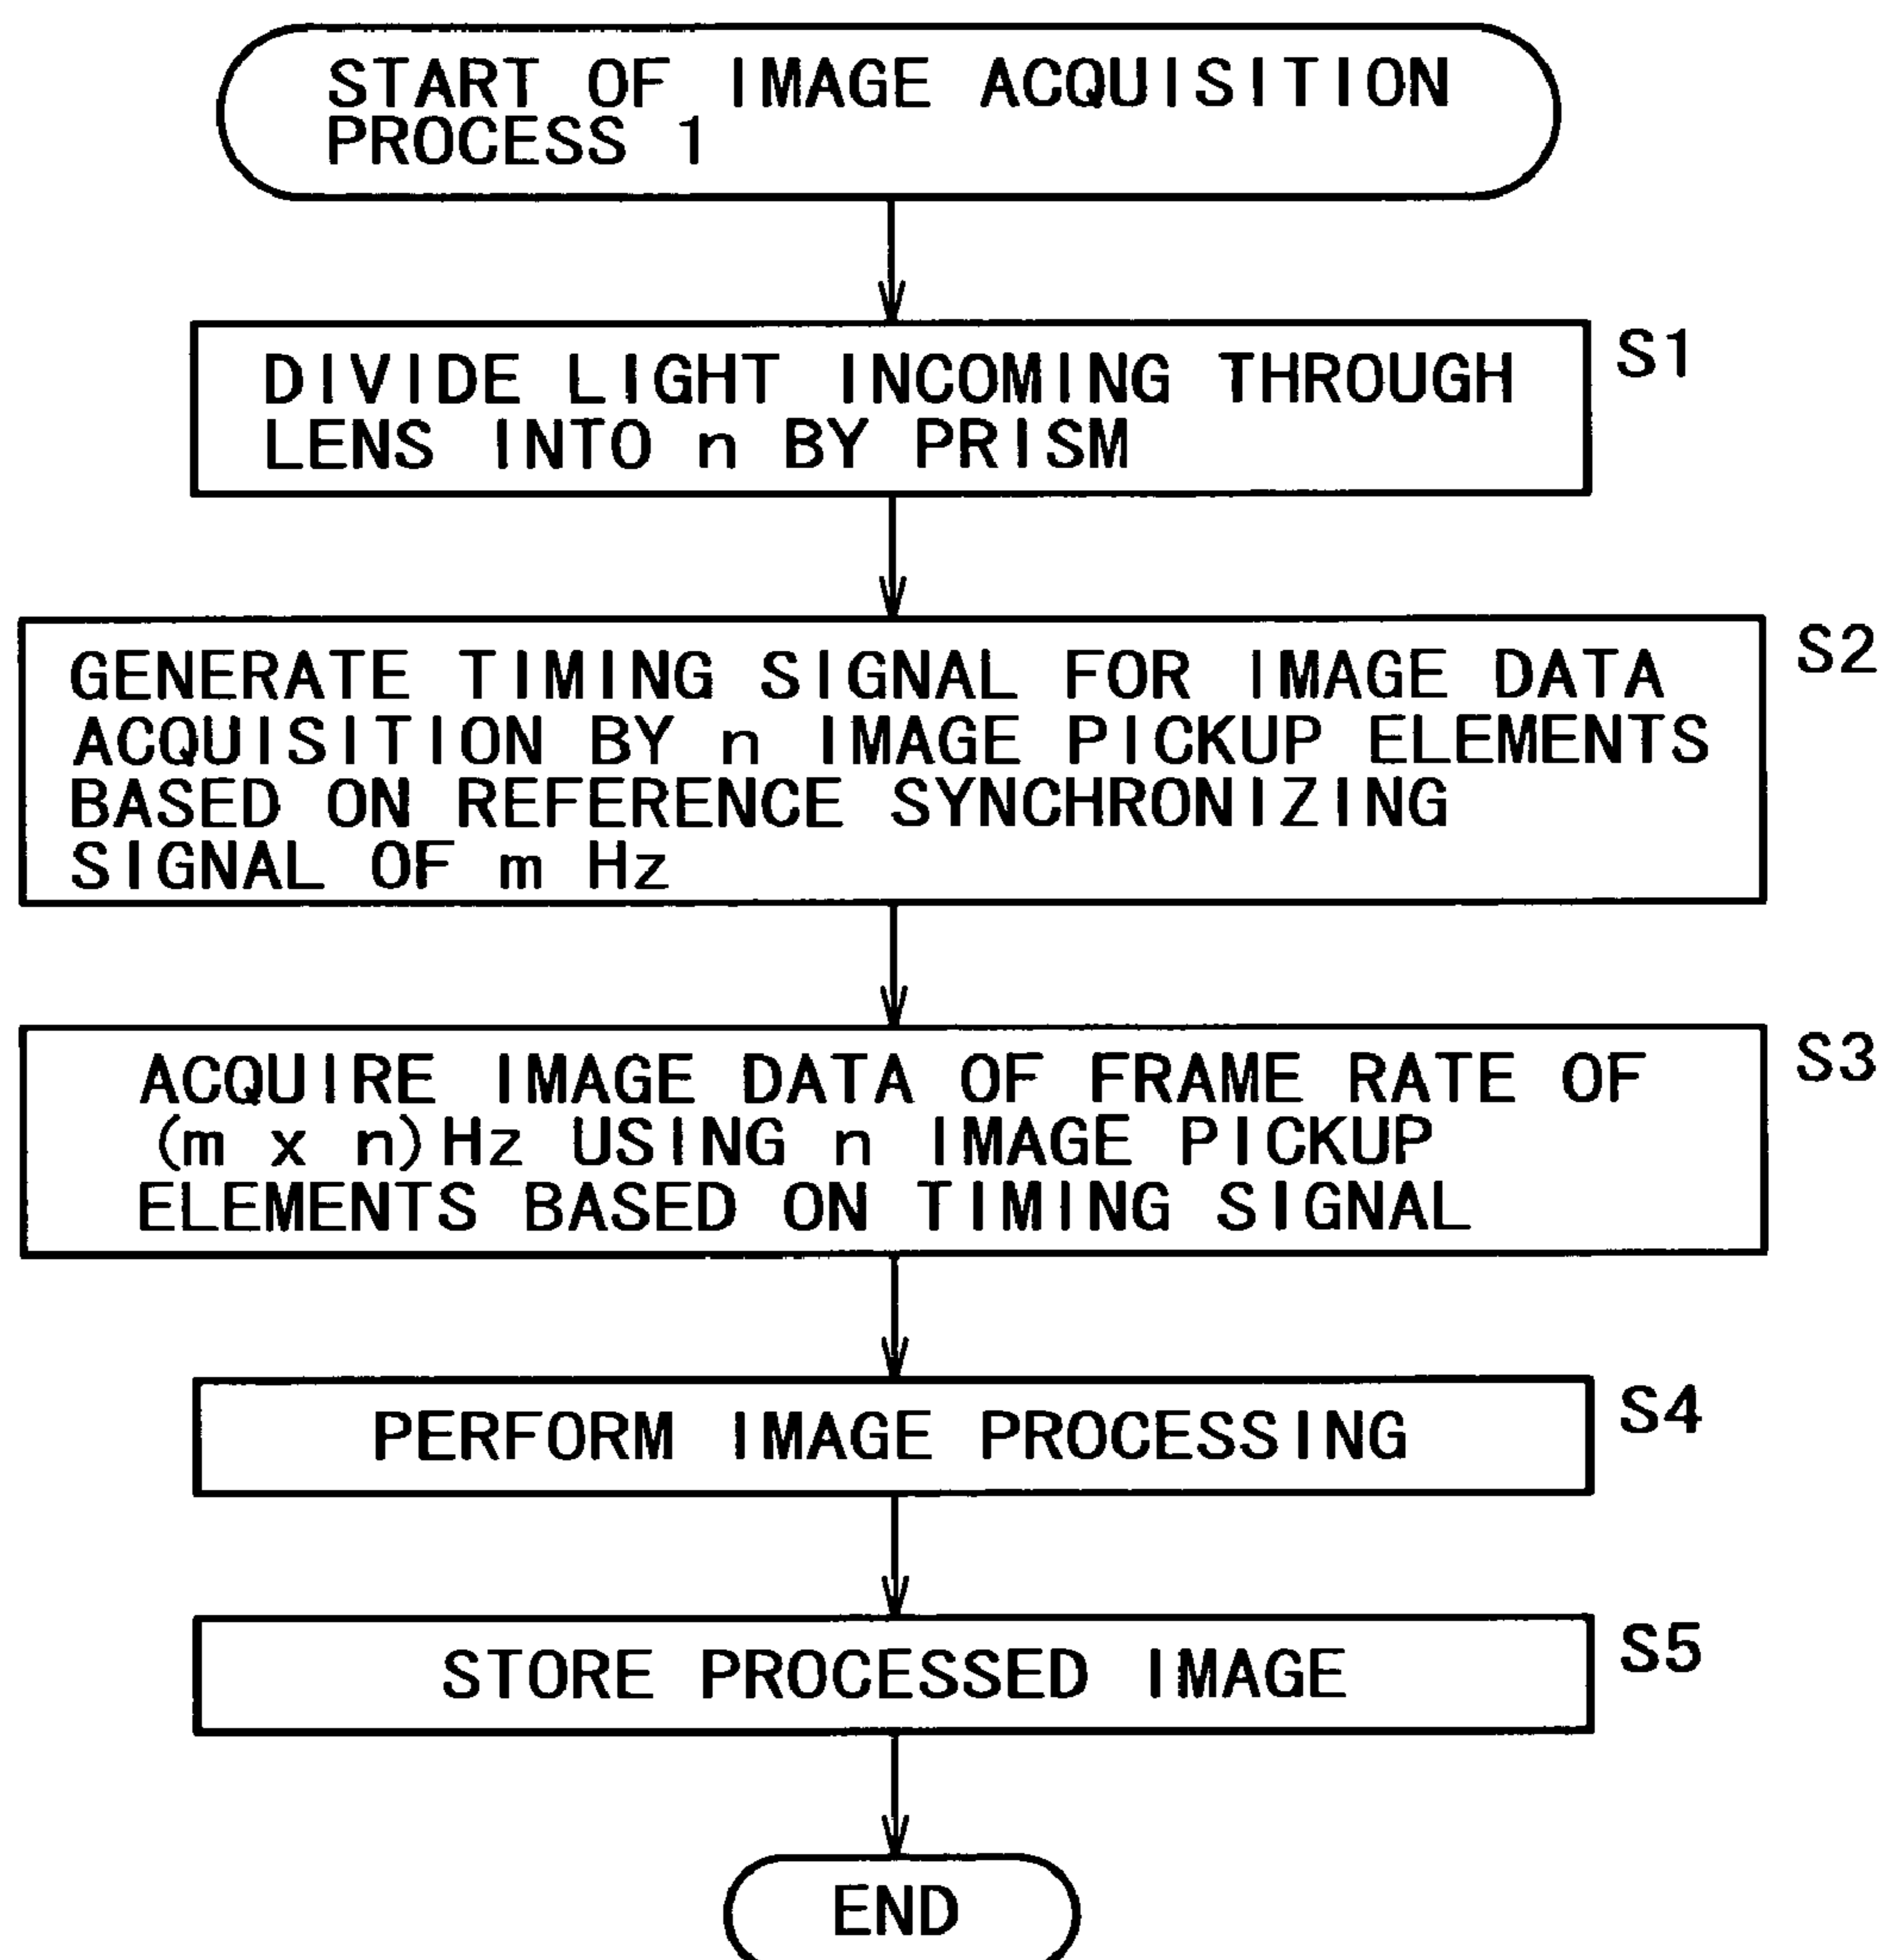 START OF IMAGE ACQUISITION
PROCESS 1
DIVIDE LIGHT INCOMING THROUGH
LENS INTO n BY PRISM
S1
GENERATE TIMING SIGNAL FOR IMAGE DATA
ACQUISITION BY n IMAGE PICKUP ELEMENTS
BASED ON REFERENCE SYNCHRONIZING
SIGNAL OF m Hz
S2
ACQUIRE IMAGE DATA OF FRAME RATE OF
(m x n)Hz USING n IMAGE PICKUP
ELEMENTS BASED ON TIMING SIGNAL
S3
PERFORM IMAGE PROCESSING
S4
STORE PROCESSED IMAGE
S5
END